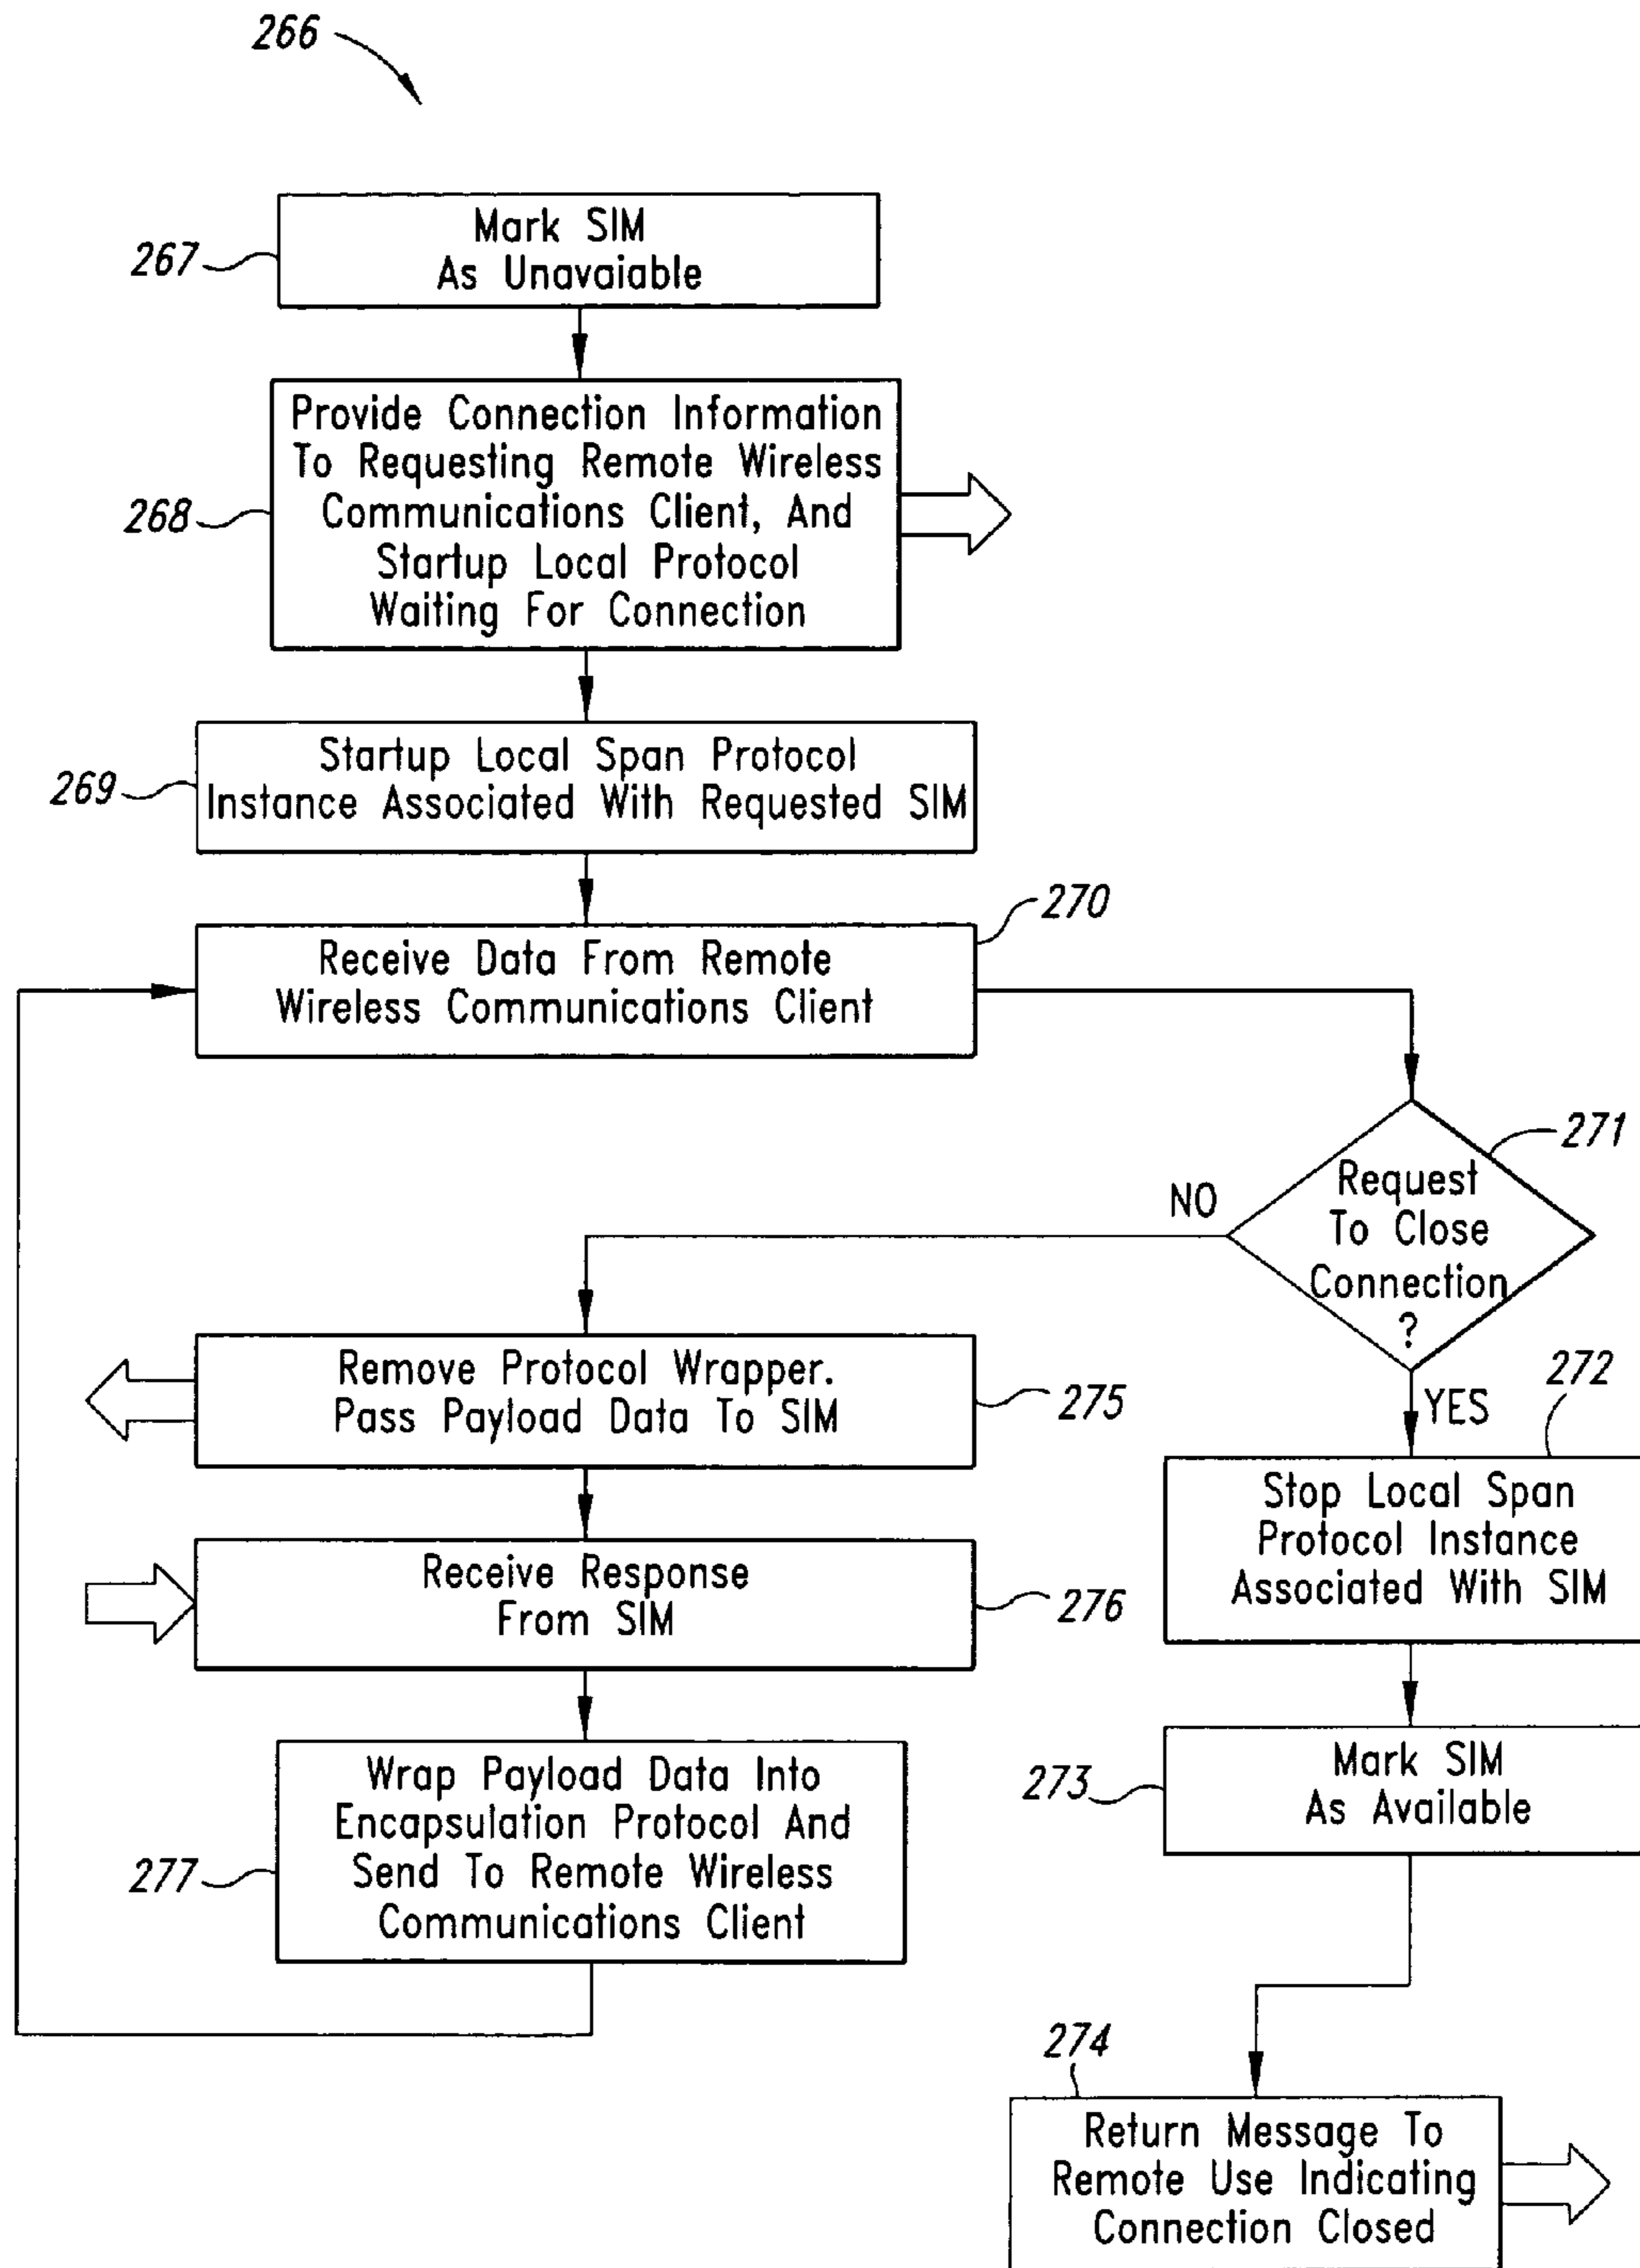 266
267
Mark SIM
As Unavaiable
268
Provide Connection Information
To Requesting Remote Wireless
Communications Client, And
Startup Local Protocol
Waiting For Connection
269
Startup Local Span Protocol
Instance Associated With Requested SIM
270
Receive Data From Remote
Wireless Communications Client
271
Request
To Close
Connection
?
NO
YES
275
Remove Protocol Wrapper.
Pass Payload Data To SIM
276
Receive Response
From SIM
277
Wrap Payload Data Into
Encapsulation Protocol And
Send To Remote Wireless
Communications Client
272
Stop Local Span
Protocol Instance
Associated With SIM
273
Mark SIM
As Available
274
Return Message To
Remote Use Indicating
Connection Closed